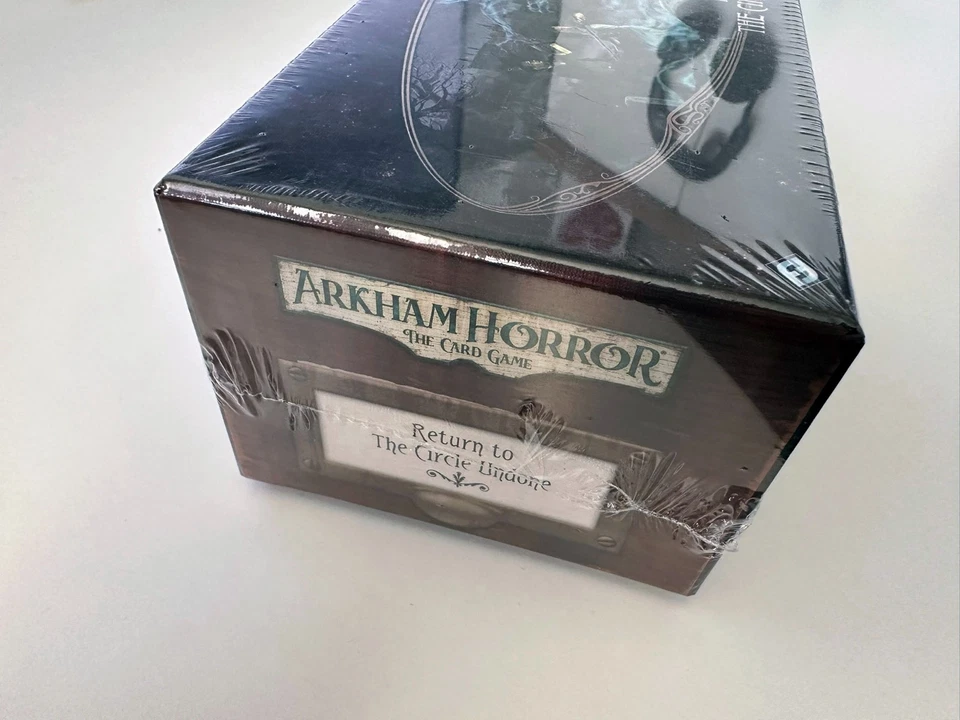 ARKHAM HORROR
THE CARD GAME
Return to
The Circle Undone